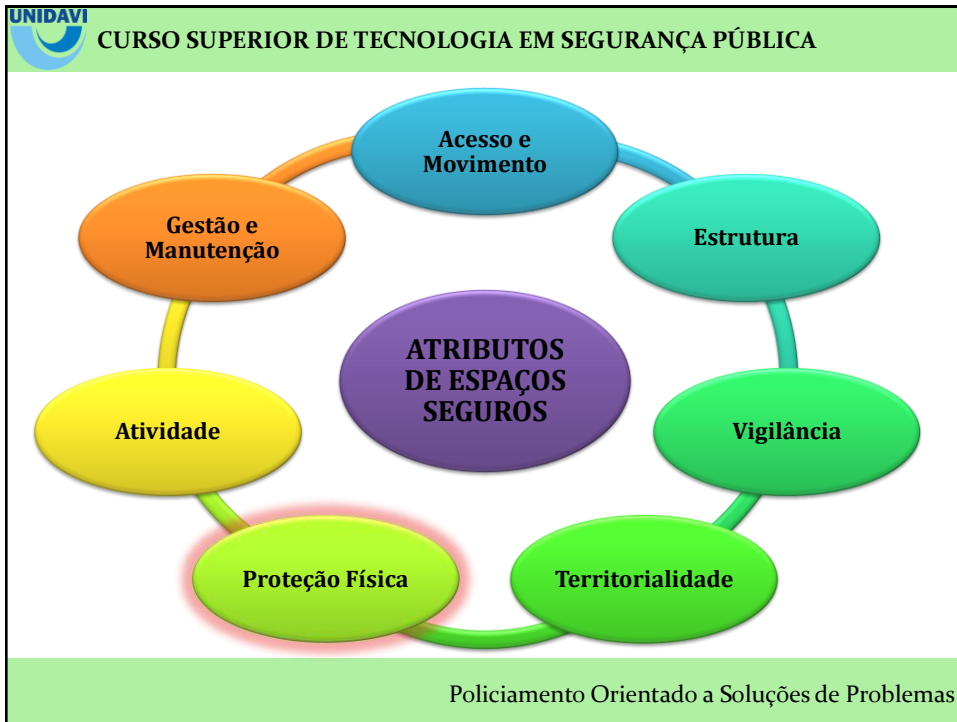 UNIDAVI
CURSO SUPERIOR DE TECNOLOGIA EM SEGURANÇA PÚBLICA
Acesso e
Movimento
Gestão e
Manutenção
Estrutura
ATRIBUTOS
DE ESPAÇOS
SEGUROS
Atividade
Vigilância
Proteção Física
Territorialidade
Policiamento Orientado a Soluções de Problemas